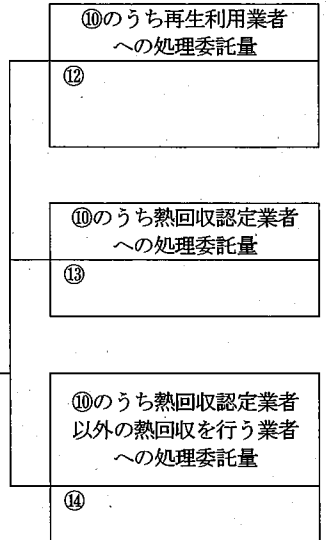 ⑩のうち再生利用業者
への処理委託量
⑫
⑩のうち熱回収認定業者
への処理委託量
⑬
⑩のうち熱回収認定業者
以外の熱回収を行う業者
への処理委託量
⑭